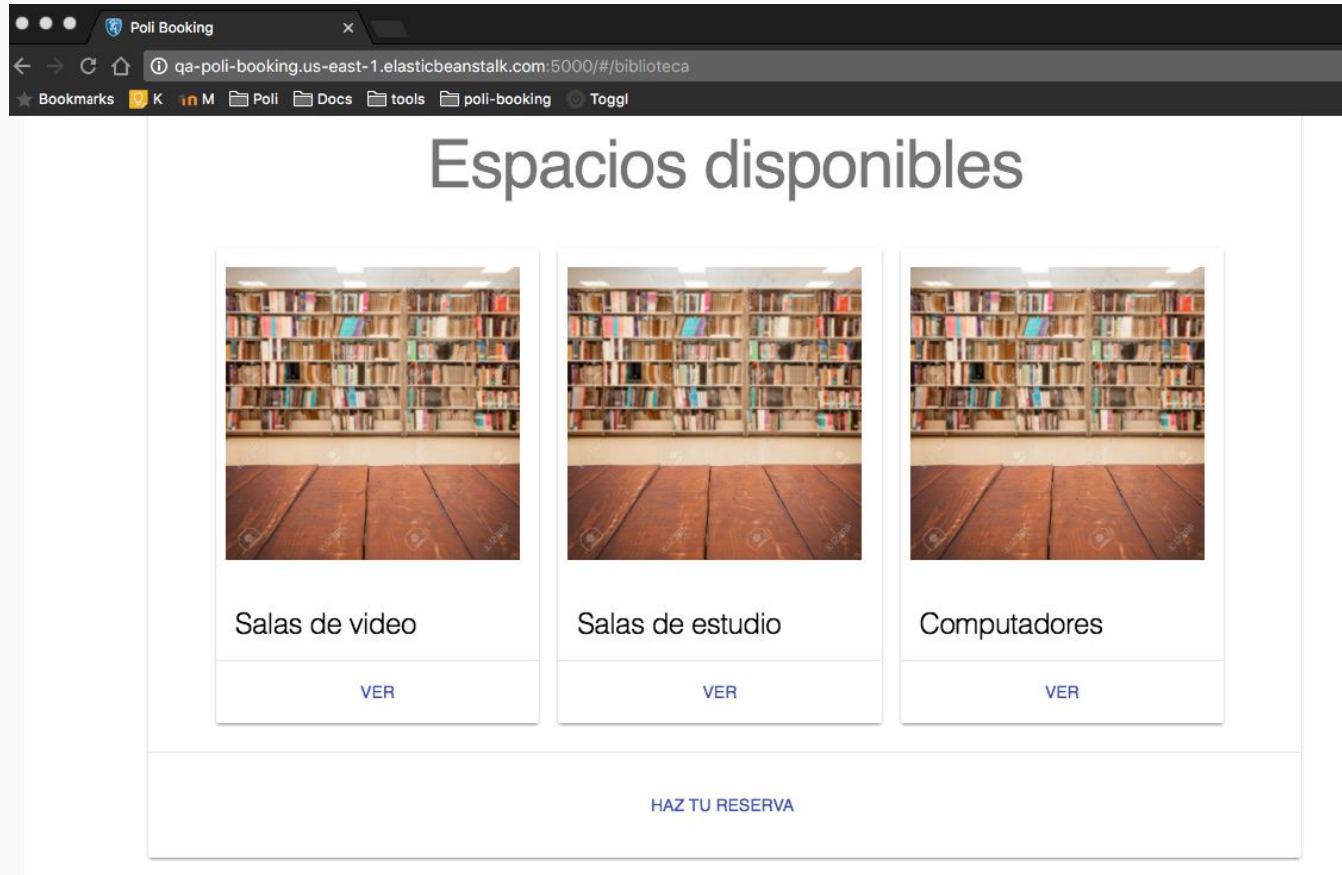 Poli Booking
qa-poli-booking.us-east-1.elasticbeanstalk.com:5000/#/biblioteca
Bookmarks K M Poli Docs tools poli-booking Toggl
Espacios disponibles
Salas de video Salas de estudio Computadores
VER VER VER
HAZ TU RESERVA